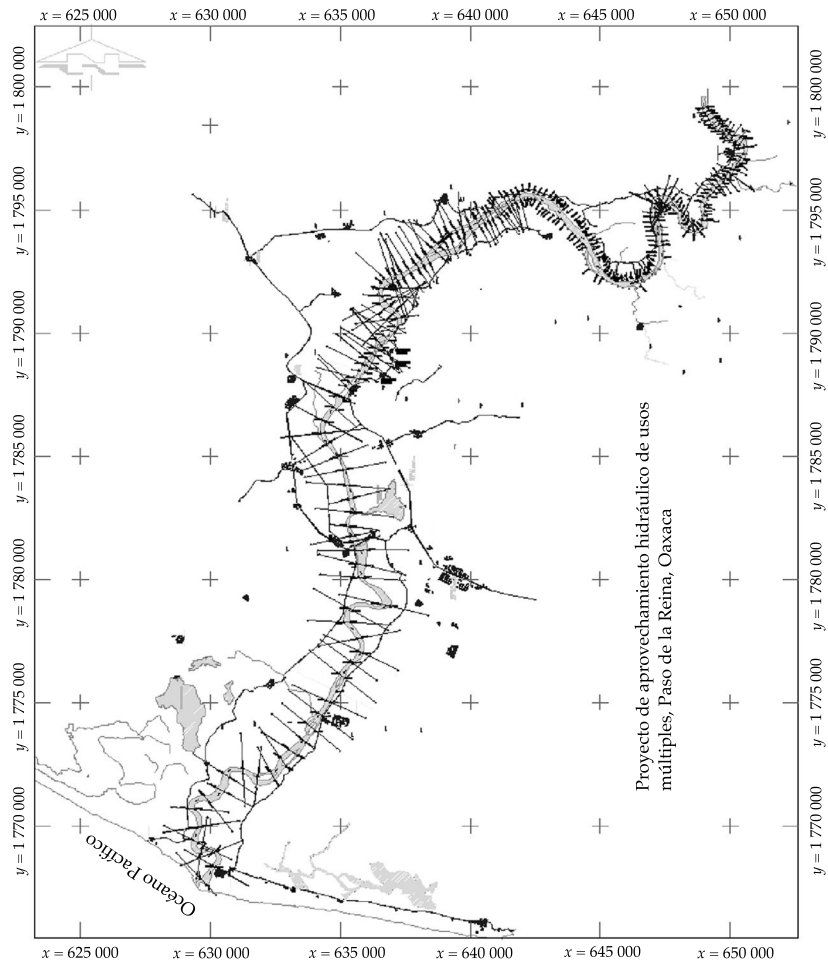 x = 625 000
x = 630 000
x = 635 000
x = 640 000
x = 645 000
x = 650 000
y = 1 800 000
y = 1 795 000
y = 1 790 000
y = 1 785 000
y = 1 780 000
y = 1 775 000
y = 1 770 000
y = 1 800 000
y = 1 795 000
y = 1 790 000
y = 1 785 000
y = 1 780 000
y = 1 775 000
y = 1 770 000
Océano Pacífico
Proyecto de aprovechamiento hidráulico de usos
múltiples, Paso de la Reina, Oaxaca
x = 625 000
x = 630 000
x = 635 000
x = 640 000
x = 645 000
x = 650 000